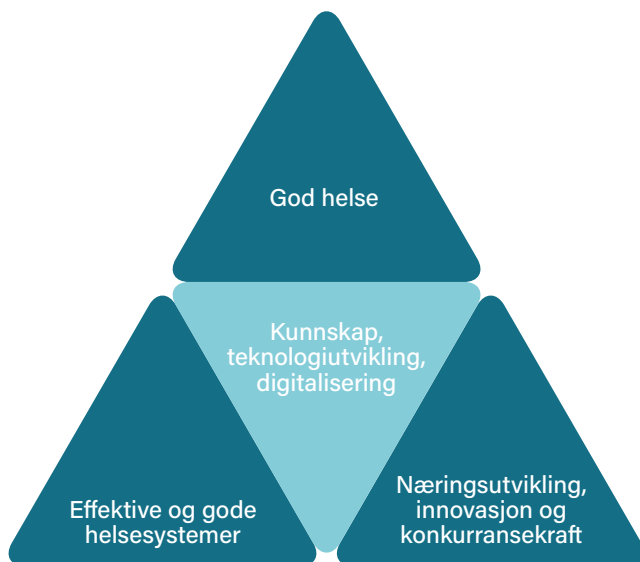 God helse
Kunnskap,
teknologiutvikling,
digitalisering
Effektive og gode
helsesystemer
Næringsutvikling,
innovasjon og
konkurransekraft